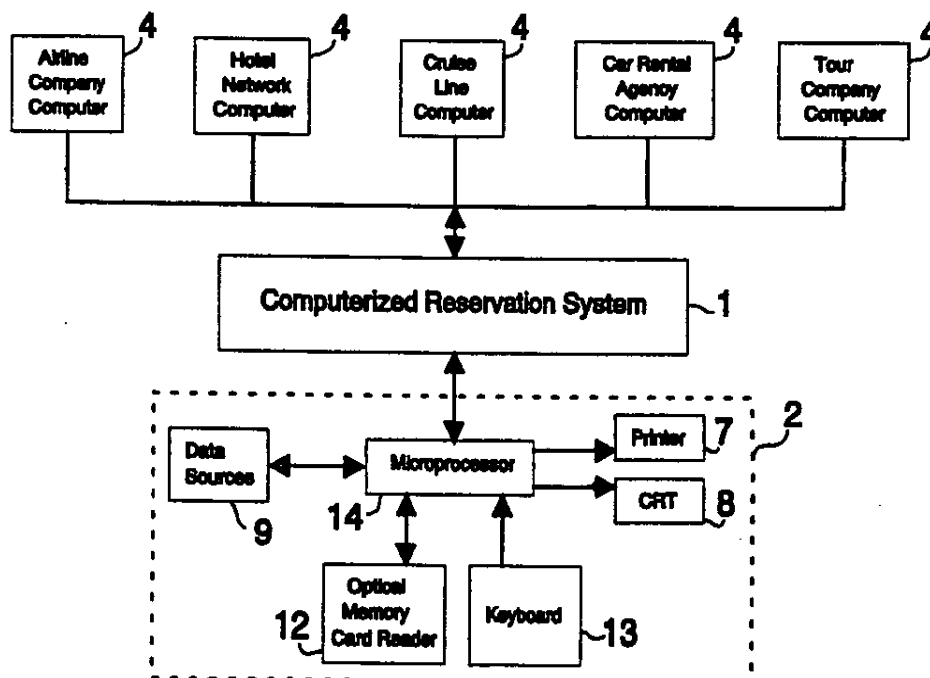 4
4
4
4
4
Airline
Company
Computer
Hotel
Network
Computer
Cruise
Line
Computer
Car Rental
Agency
Computer
Tour
Company
Computer
Computerized Reservation System
1
2
Data
Sources
9
Microprocessor
14
Printer
7
CRT
8
Optical
Memory
Card Reader
12
Keyboard
13